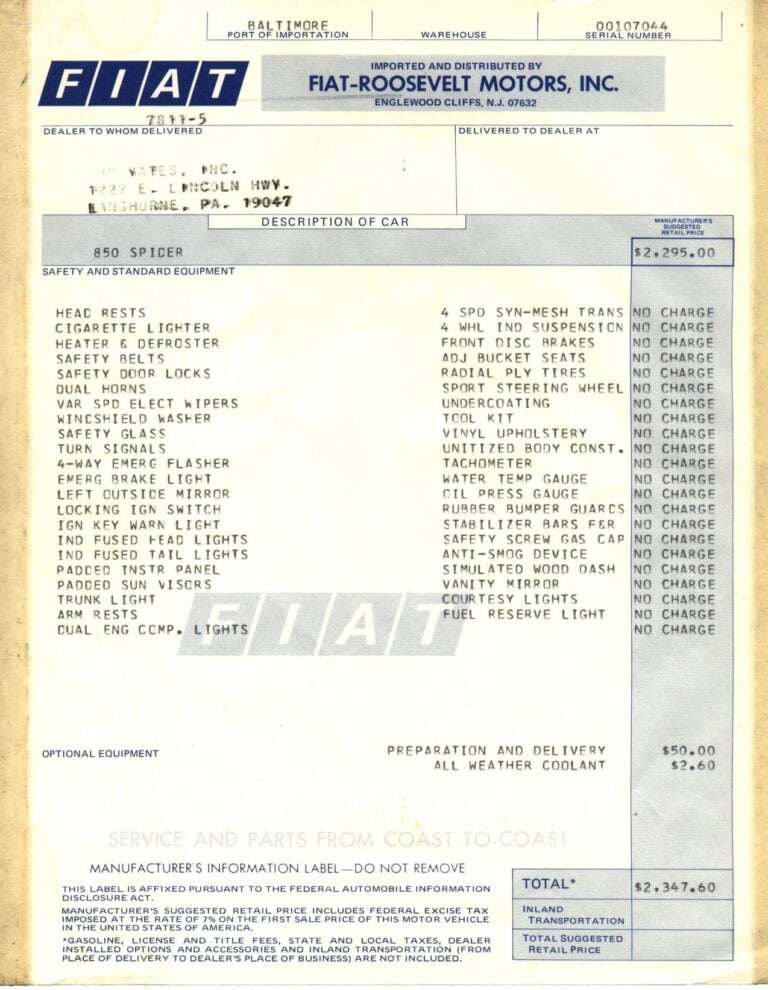 BALTIMORE 00107044
PORT OF IMPORTATION WAREHOUSE SERIAL NUMBER
FIAT
IMPORTED AND DISTRIBUTED BY
FIAT-ROOSEVELT MOTORS, INC.
ENGLEWOOD CLIFFS, N.J. 07632
7811-5
DEALER TO WHOM DELIVERED DELIVERED TO DEALER AT
YATES, INC.
E. LINCOLN HWY.
LANGHORNE, PA. 19047
DESCRIPTION OF CAR
MANUFACTURER'S
SUGGESTED
RETAIL PRICE
850 SPIDER $2,295.00
SAFETY AND STANDARD EQUIPMENT
HEAD RESTS 4 SPD SYN-MESH TRANS NO CHARGE
CIGARETTE LIGHTER 4 WHL IND SUSPENSION NO CHARGE
HEATER & DEFROSTER FRONT DISC BRAKES NO CHARGE
SAFETY BELTS ADJ BUCKET SEATS NO CHARGE
SAFETY DOOR LOCKS RADIAL PLY TIRES NO CHARGE
DUAL HORNS SPORT STEERING WHEEL NO CHARGE
VAR SPD ELECT WIPERS UNDERCOATING NO CHARGE
WINDSHIELD WASHER TOOL KIT NO CHARGE
SAFETY GLASS VINYL UPHOLSTERY NO CHARGE
TURN SIGNALS UNITIZED BODY CONST. NO CHARGE
4-WAY EMERG FLASHER TACHOMETER NO CHARGE
EMERG BRAKE LIGHT WATER TEMP GAUGE NO CHARGE
LEFT OUTSIDE MIRROR OIL PRESS GAUGE NO CHARGE
LOCKING IGN SWITCH RUBBER BUMPER GUARDS NO CHARGE
IGN KEY WARN LIGHT STABILIZER BARS F&R NO CHARGE
IND FUSED HEAD LIGHTS SAFETY SCREW GAS CAP NO CHARGE
IND FUSED TAIL LIGHTS ANTI-SMOG DEVICE NO CHARGE
PADDED INSTR PANEL SIMULATED WOOD DASH NO CHARGE
PADDED SUN VISORS VANITY MIRROR NO CHARGE
TRUNK LIGHT COURTESY LIGHTS NO CHARGE
ARM RESTS FUEL RESERVE LIGHT NO CHARGE
DUAL ENG COMP. LIGHTS NO CHARGE
FIAT
OPTIONAL EQUIPMENT PREPARATION AND DELIVERY $50.00
ALL WEATHER COOLANT $2.60
SERVICE AND PARTS FROM COAST-TO-COAST
MANUFACTURER'S INFORMATION LABEL—DO NOT REMOVE
THIS LABEL IS AFFIXED PURSUANT TO THE FEDERAL AUTOMOBILE INFORMATION
DISCLOSURE ACT.
MANUFACTURER'S SUGGESTED RETAIL PRICE INCLUDES FEDERAL EXCISE TAX
IMPOSED AT THE RATE OF 7% ON THE FIRST SALE PRICE OF THIS MOTOR VEHICLE
IN THE UNITED STATES OF AMERICA.
*GASOLINE, LICENSE AND TITLE FEES, STATE AND LOCAL TAXES, DEALER
INSTALLED OPTIONS AND ACCESSORIES AND INLAND TRANSPORTATION (FROM
PLACE OF DELIVERY TO DEALER'S PLACE OF BUSINESS) ARE NOT INCLUDED.
TOTAL* $2,347.60
INLAND
TRANSPORTATION
TOTAL SUGGESTED
RETAIL PRICE